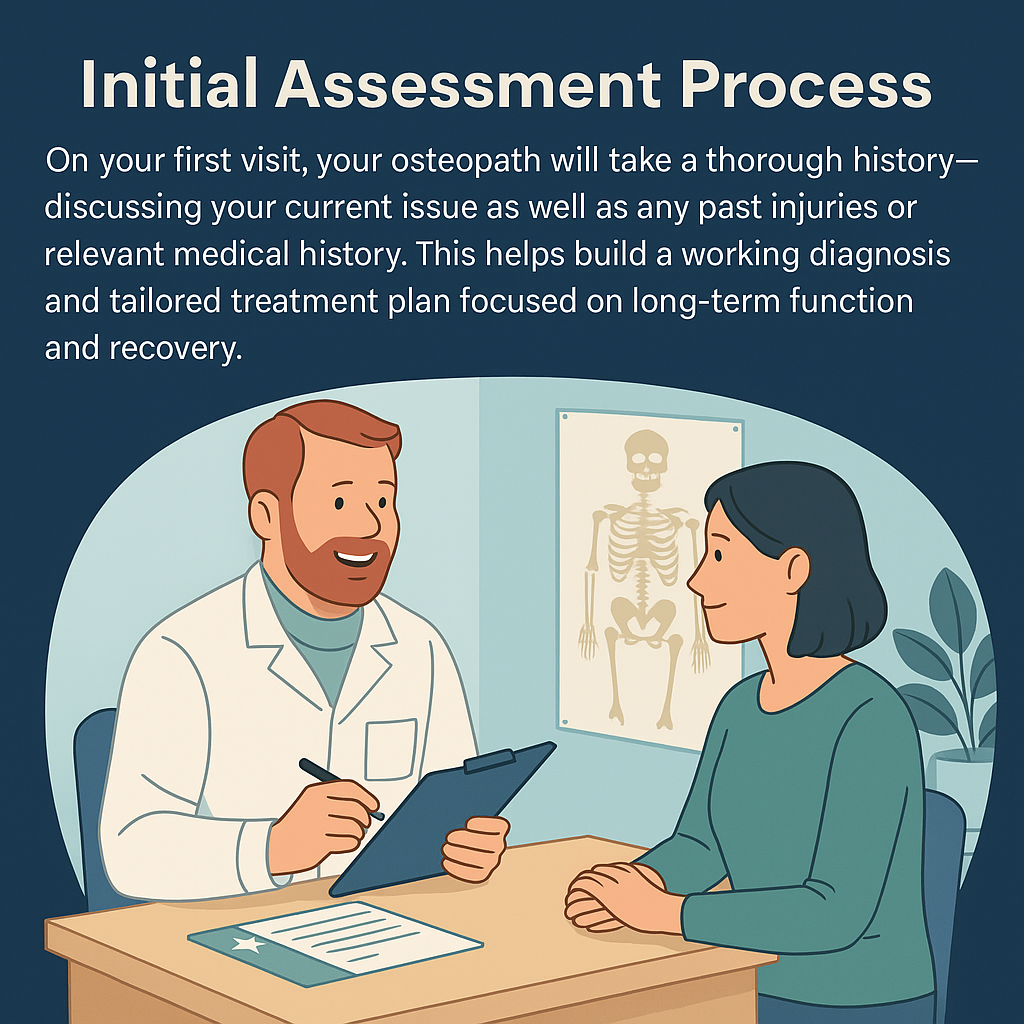 Initial Assessment Process
On your first visit, your osteopath will take a thorough history—
discussing your current issue as well as any past injuries or
relevant medical history. This helps build a working diagnosis
and tailored treatment plan focused on long-term function
and recovery.